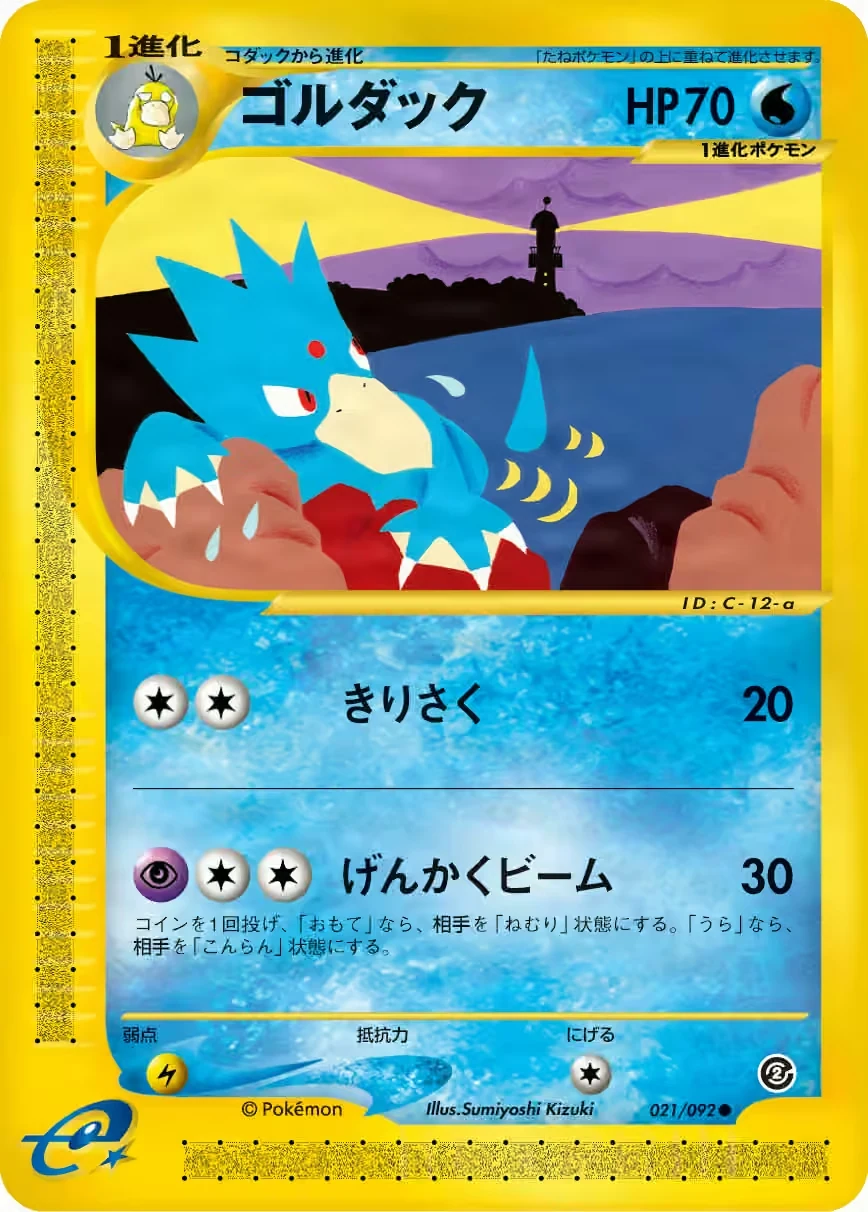 1進化
コダックから進化
「たねポケモン」の上に重ねて進化させます。
ゴルダック
HP70
1進化ポケモン
ID:C-12-a
きりさく 20
げんかくビーム 30
コインを1回投げ、「おもて」なら、相手を「ねむり」状態にする。「うら」なら、
相手を「こんらん」状態にする。
弱点 抵抗力 にげる
2
© Pokémon Illus.Sumiyoshi Kizuki 021/092●
e